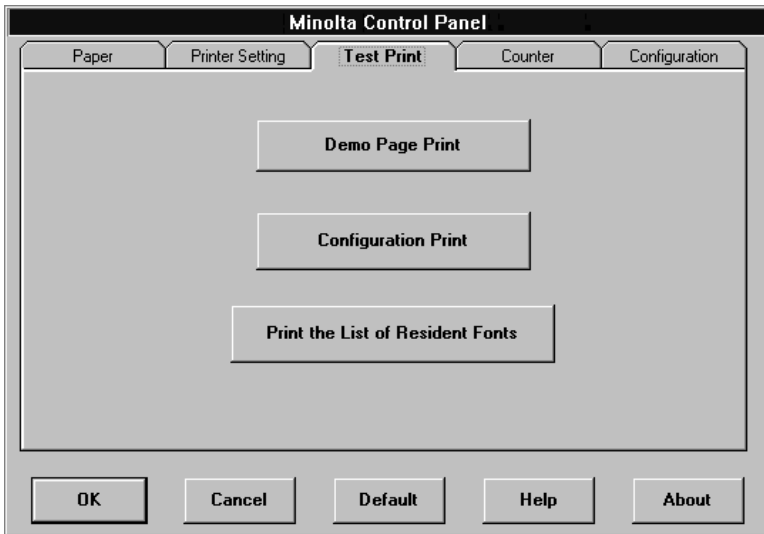 Minolta Control Panel
Paper Printer Setting Test Print Counter Configuration
Demo Page Print
Configuration Print
Print the List of Resident Fonts
OK Cancel Default Help About